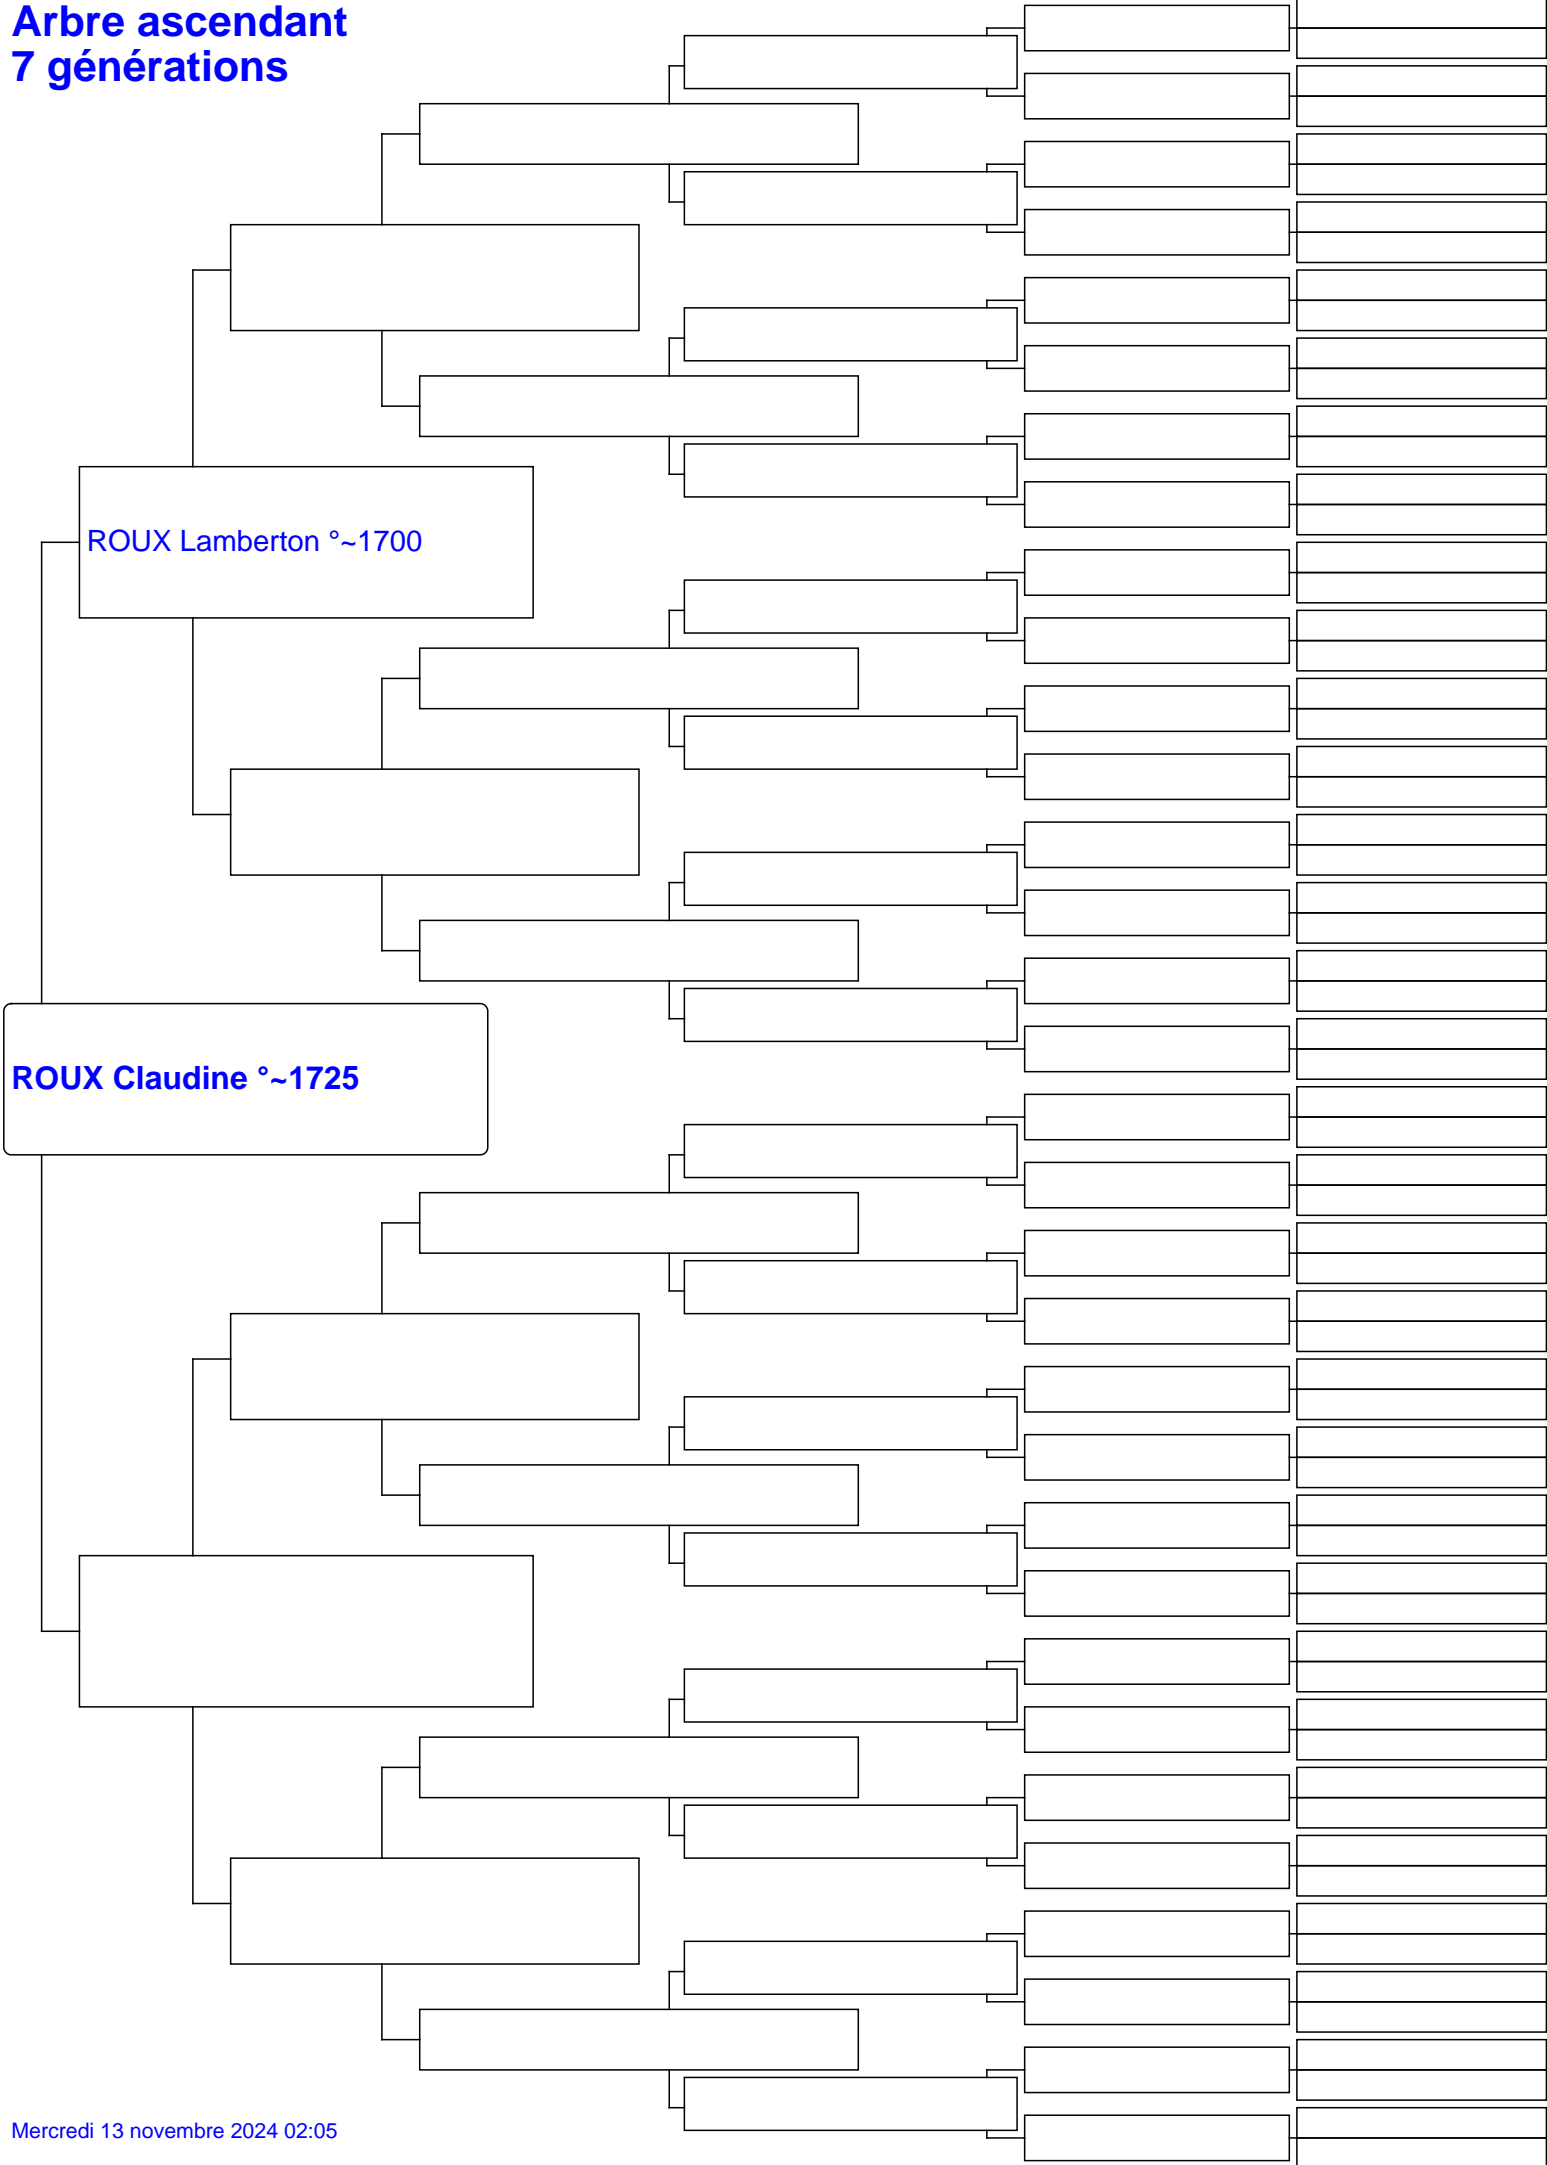 Arbre ascendant
7 générations
ROUX Lamberton °~1700
ROUX Claudine °~1725
Mercredi 13 novembre 2024 02:05